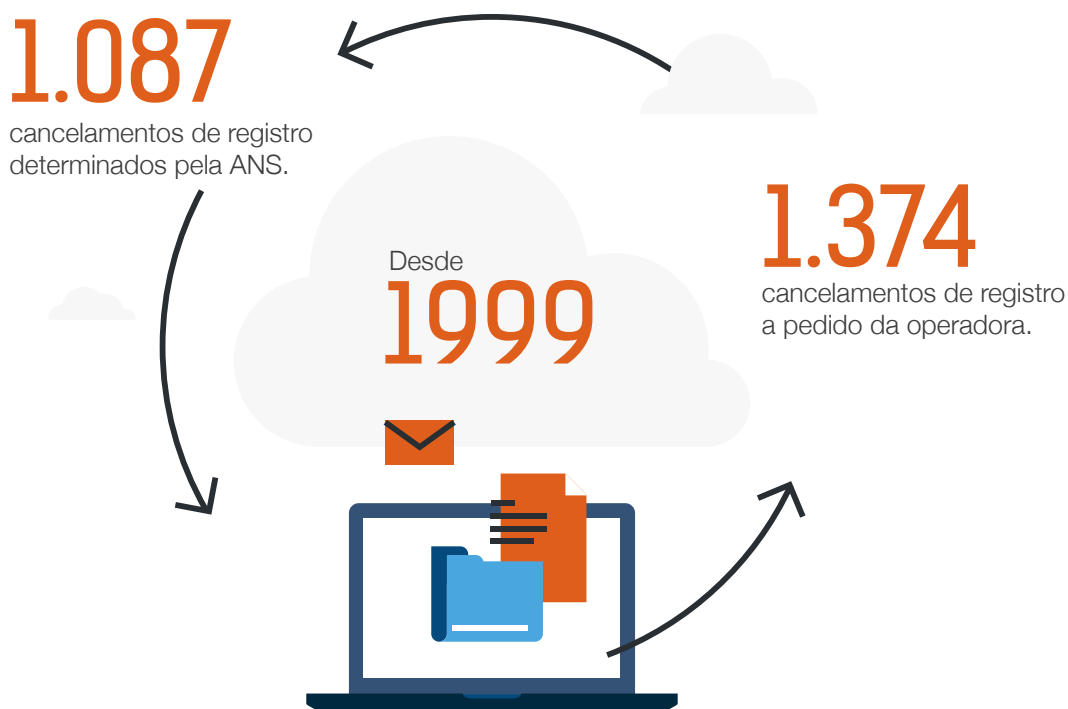 1.087
cancelamentos de registro
determinados pela ANS.
Desde
1999
1.374
cancelamentos de registro
a pedido da operadora.